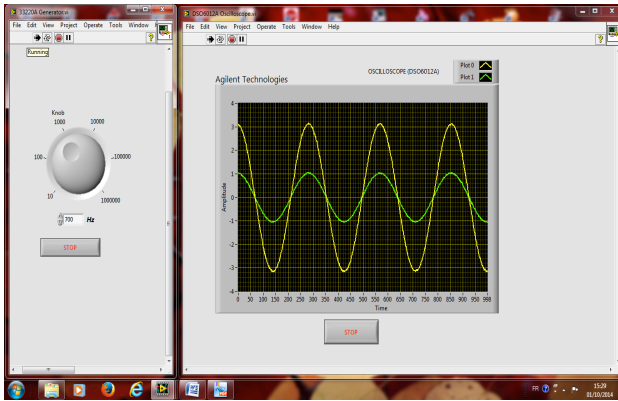 33220A Generator.vi
File Edit View Project Operate Tools Window
Running
Knob
1000 10000
100 100000
10 1000000
700 Hz
STOP
DSO6012A Oscilloscope.vi
File Edit View Project Operate Tools Window Help
Agilent Technologies
OSCILLOSCOPE (DSO6012A)
Plot 0
Plot 1
Amplitude
4
3
2
1
0
-1
-2
-3
-4
0 50 100 150 200 250 300 350 400 450 500 550 600 650 700 750 800 850 900 950 998
Time
STOP
FR
15:29
01/10/2014